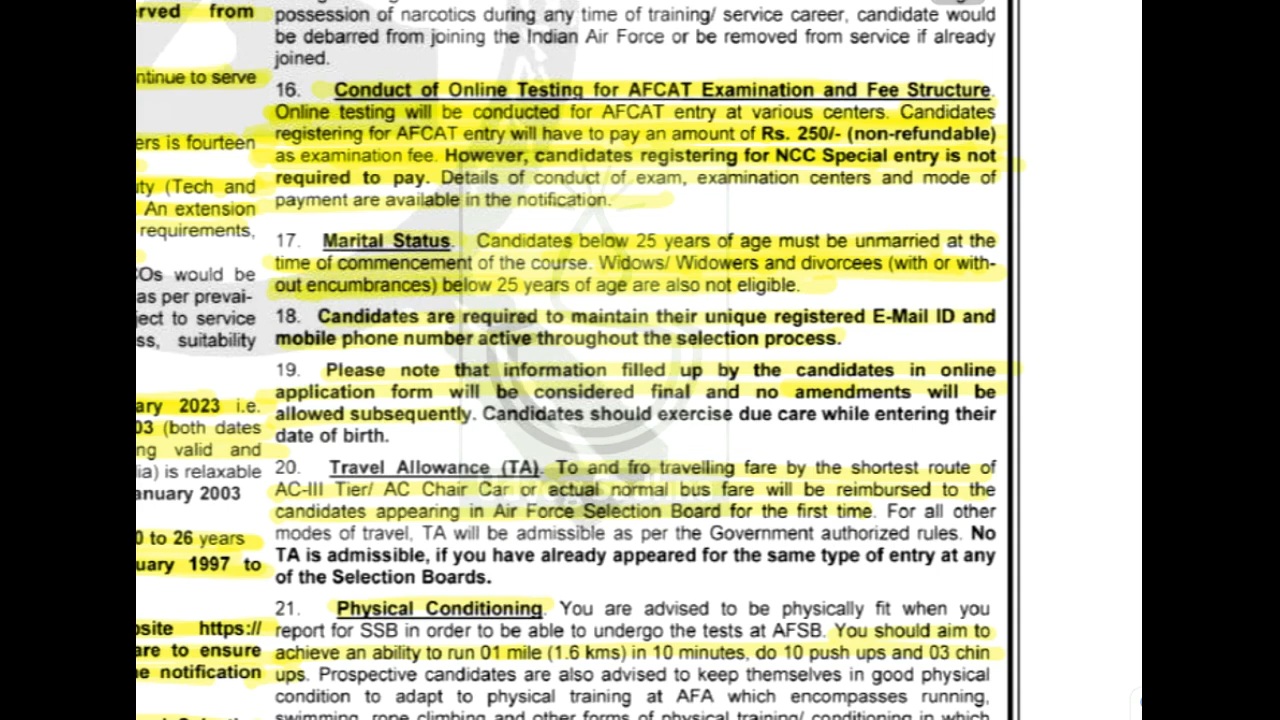 rved from
ntinue to serve
ers is fourteen
uty (Tech and
An extension
requirements,
COs would be
as per prevai-
ject to service
ss, suitability
ary 2023 i.e.
03 (both dates
ng valid and
ia) is relaxable
anuary 2003
0 to 26 years
uary 1997 to
site https://
are to ensure
e notification
possession of narcotics during any time of training/ service career, candidate would
be debarred from joining the Indian Air Force or be removed from service if already
joined.
16. Conduct of Online Testing for AFCAT Examination and Fee Structure.
Online testing will be conducted for AFCAT entry at various centers. Candidates
registering for AFCAT entry will have to pay an amount of Rs. 250/- (non-refundable)
as examination fee. However, candidates registering for NCC Special entry is not
required to pay. Details of conduct of exam, examination centers and mode of
payment are available in the notification.
17. Marital Status. Candidates below 25 years of age must be unmarried at the
time of commencement of the course. Widows/ Widowers and divorcees (with or with-
out encumbrances) below 25 years of age are also not eligible.
18. Candidates are required to maintain their unique registered E-Mail ID and
mobile phone number active throughout the selection process.
19. Please note that information filled up by the candidates in online
application form will be considered final and no amendments will be
allowed subsequently. Candidates should exercise due care while entering their
date of birth.
20. Travel Allowance (TA). To and fro travelling fare by the shortest route of
AC-III Tier/ AC Chair Car or actual normal bus fare will be reimbursed to the
candidates appearing in Air Force Selection Board for the first time. For all other
modes of travel, TA will be admissible as per the Government authorized rules. No
TA is admissible, if you have already appeared for the same type of entry at any
of the Selection Boards.
21. Physical Conditioning. You are advised to be physically fit when you
report for SSB in order to be able to undergo the tests at AFSB. You should aim to
achieve an ability to run 01 mile (1.6 kms) in 10 minutes, do 10 push ups and 03 chin
ups. Prospective candidates are also advised to keep themselves in good physical
condition to adapt to physical training at AFA which encompasses running,
swimming, rope climbing and other forms of physical training/ conditioning in which